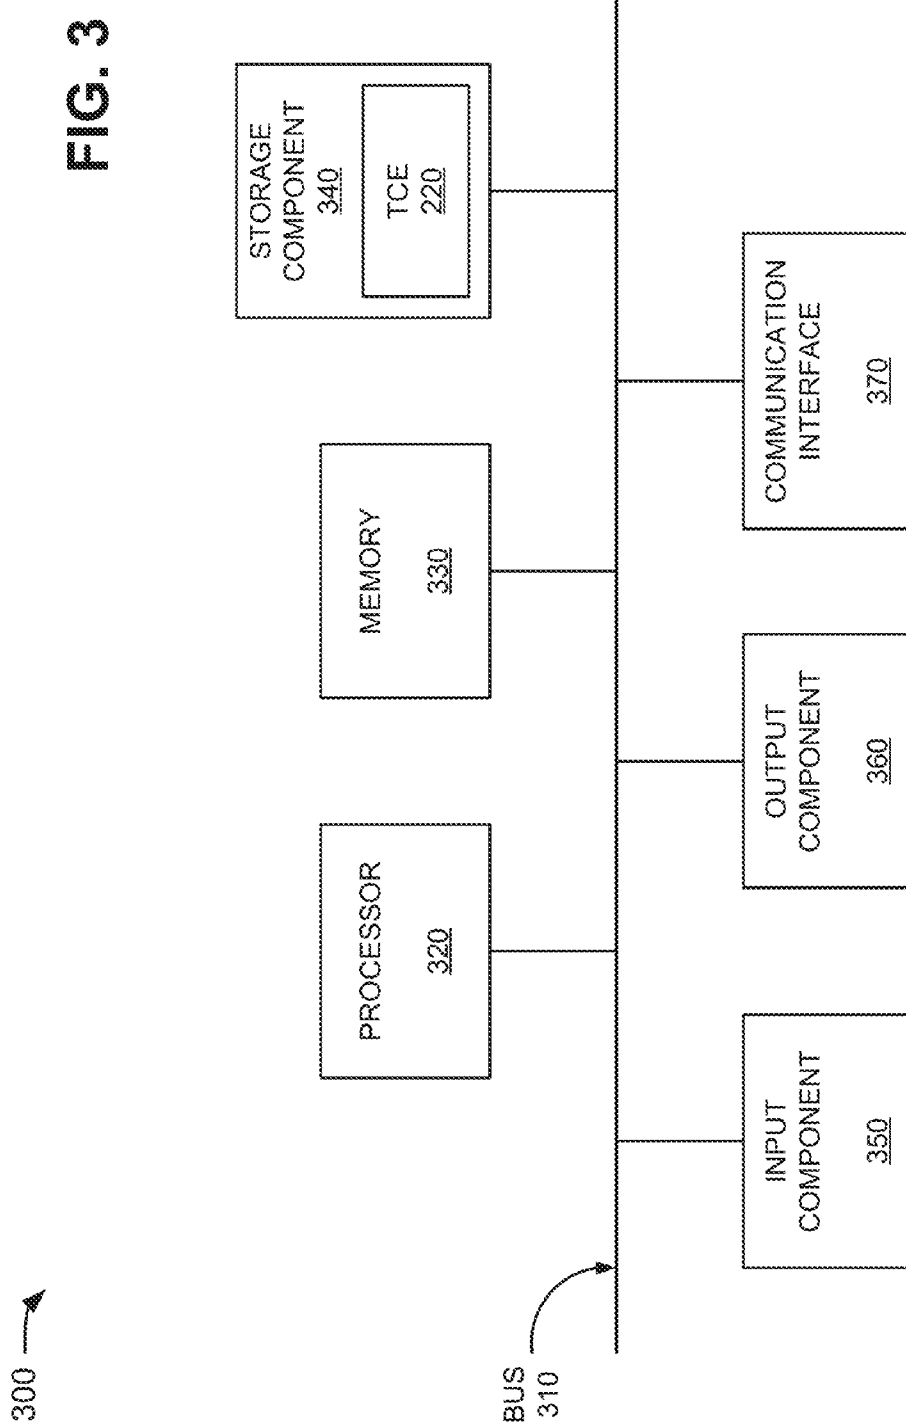 FIG. 3
300
PROCESSOR
320
MEMORY
330
STORAGE
COMPONENT
340
TCE
220
BUS
310
INPUT
COMPONENT
350
OUTPUT
COMPONENT
360
COMMUNICATION
INTERFACE
370